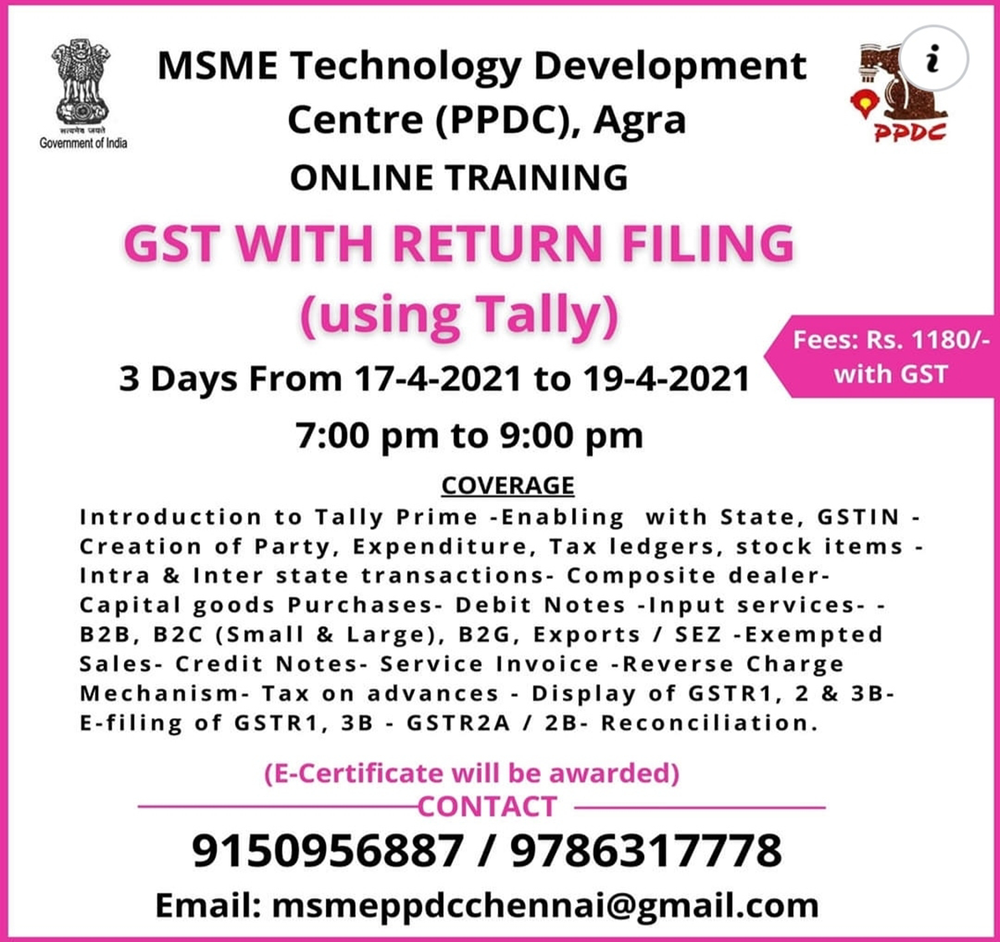 सत्यमेव जयते
Government of India
MSME Technology Development
Centre (PPDC), Agra
i
PPDC
ONLINE TRAINING
GST WITH RETURN FILING
(using Tally)
Fees: Rs. 1180/-
with GST
3 Days From 17-4-2021 to 19-4-2021
7:00 pm to 9:00 pm
COVERAGE
Introduction to Tally Prime -Enabling with State, GSTIN -
Creation of Party, Expenditure, Tax ledgers, stock items -
Intra & Inter state transactions- Composite dealer-
Capital goods Purchases- Debit Notes -Input services- -
B2B, B2C (Small & Large), B2G, Exports / SEZ -Exempted
Sales- Credit Notes- Service Invoice -Reverse Charge
Mechanism- Tax on advances - Display of GSTR1, 2 & 3B-
E-filing of GSTR1, 3B - GSTR2A / 2B- Reconciliation.
(E-Certificate will be awarded)
CONTACT
9150956887 / 9786317778
Email: msmeppdcchennai@gmail.com